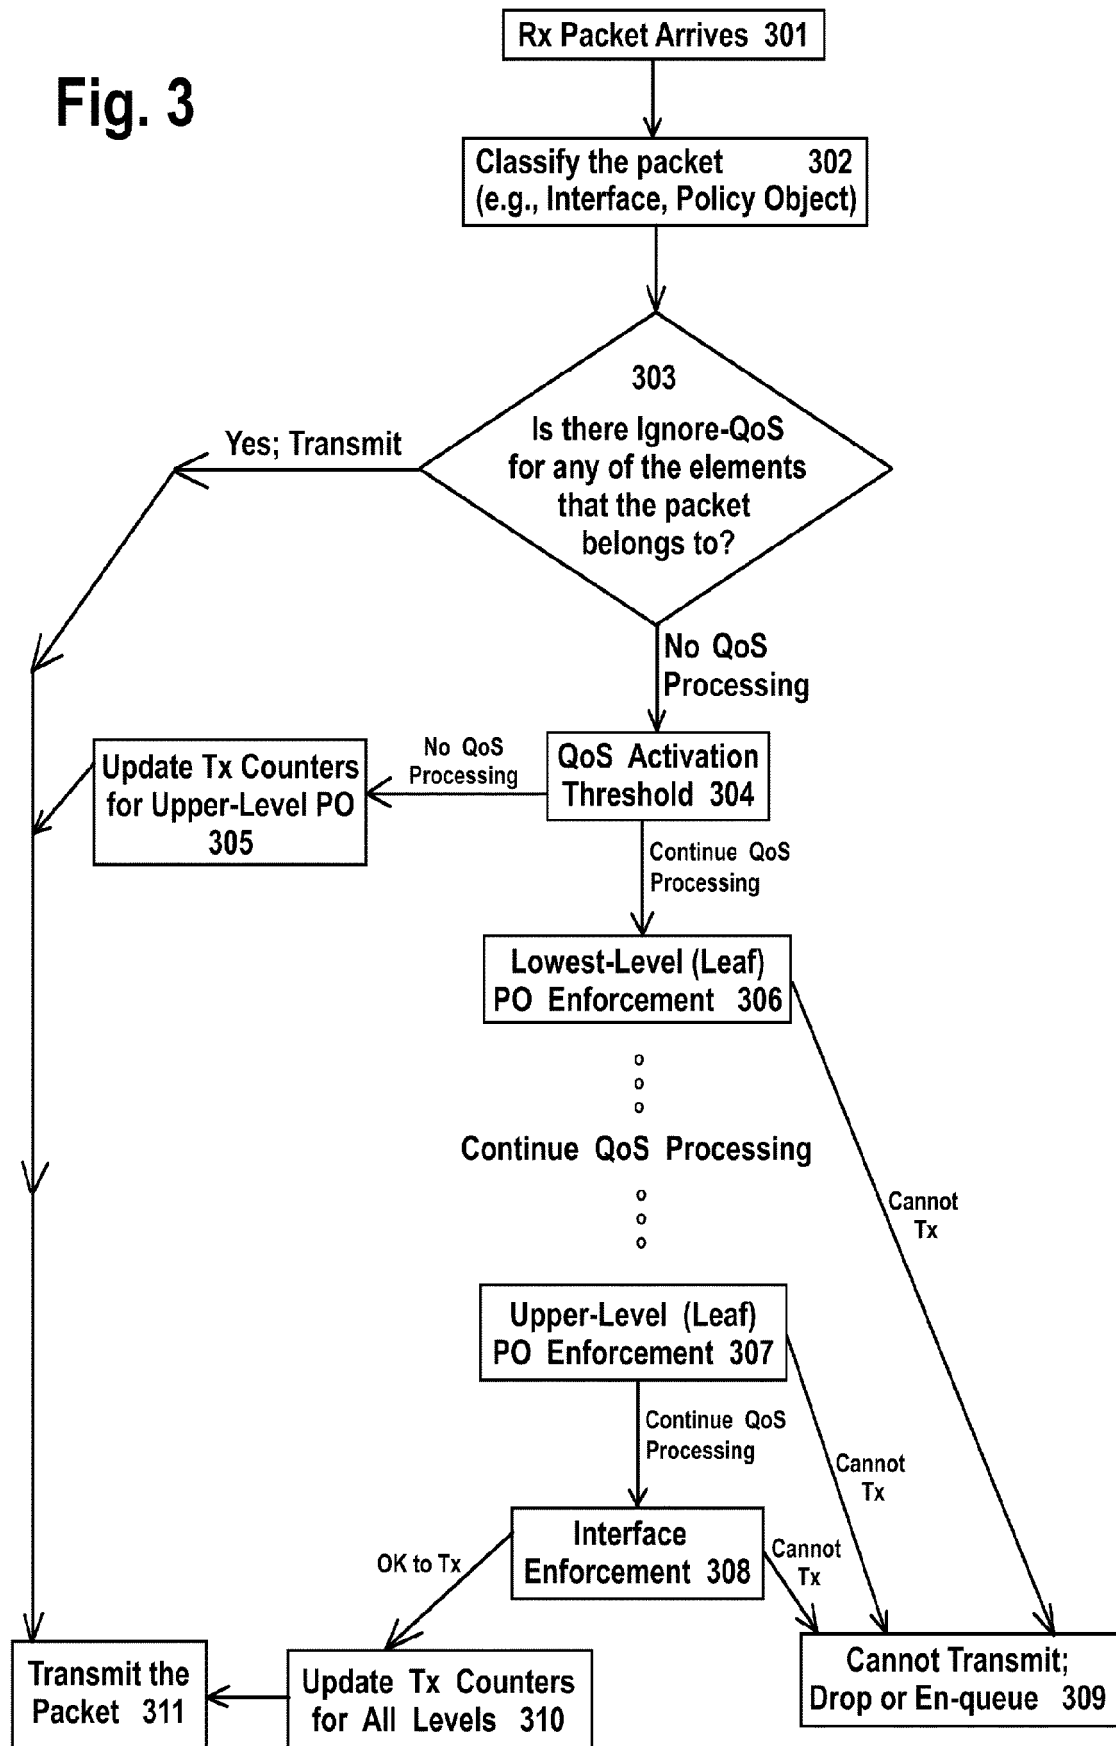 Fig. 3
Rx Packet Arrives 301
Classify the packet 302
(e.g., Interface, Policy Object)
303
Is there Ignore-QoS
for any of the elements
that the packet
belongs to?
Yes; Transmit
No QoS
Processing
QoS Activation
Threshold 304
No QoS
Processing
Update Tx Counters
for Upper-Level PO
305
Continue QoS
Processing
Lowest-Level (Leaf)
PO Enforcement 306
Continue QoS Processing
Cannot
Tx
Upper-Level (Leaf)
PO Enforcement 307
Continue QoS
Processing
Cannot
Tx
Interface
Enforcement 308
OK to Tx
Cannot
Tx
Transmit the
Packet 311
Update Tx Counters
for All Levels 310
Cannot Transmit;
Drop or En-queue 309